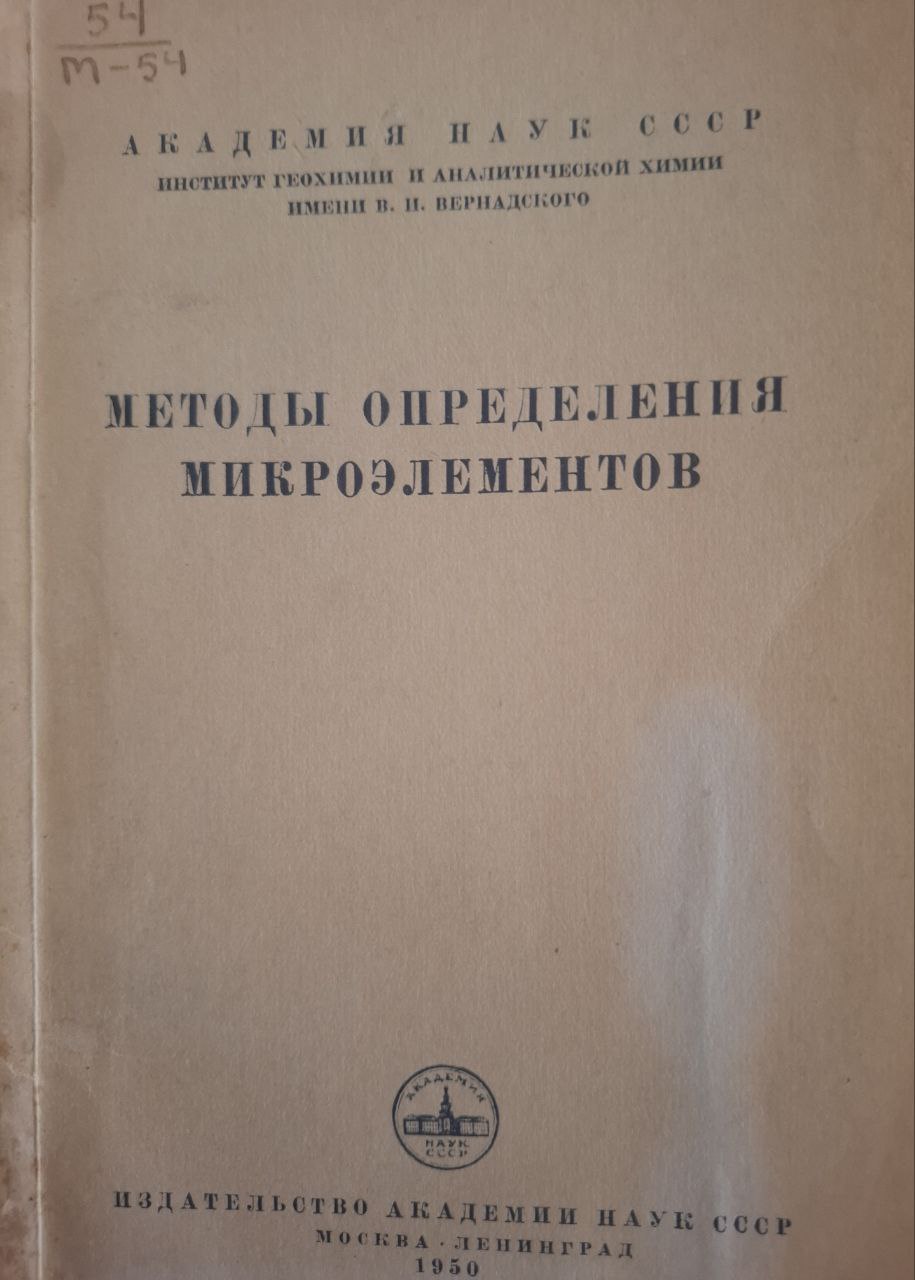 54
М-54
АКАДЕМИЯ НАУК СССР
ИНСТИТУТ ГЕОХИМИИ И АНАЛИТИЧЕСКОЙ ХИМИИ
ИМЕНИ В. И. ВЕРНАДСКОГО
МЕТОДЫ ОПРЕДЕЛЕНИЯ
МИКРОЭЛЕМЕНТОВ
АКАДЕМИЯ
НАУК
СССР
ИЗДАТЕЛЬСТВО АКАДЕМИИ НАУК СССР
МОСКВА · ЛЕНИНГРАД
1950